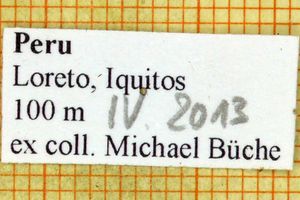 Peru
Loreto, Iquitos
100 m IV. 2013
ex coll. Michael Büche